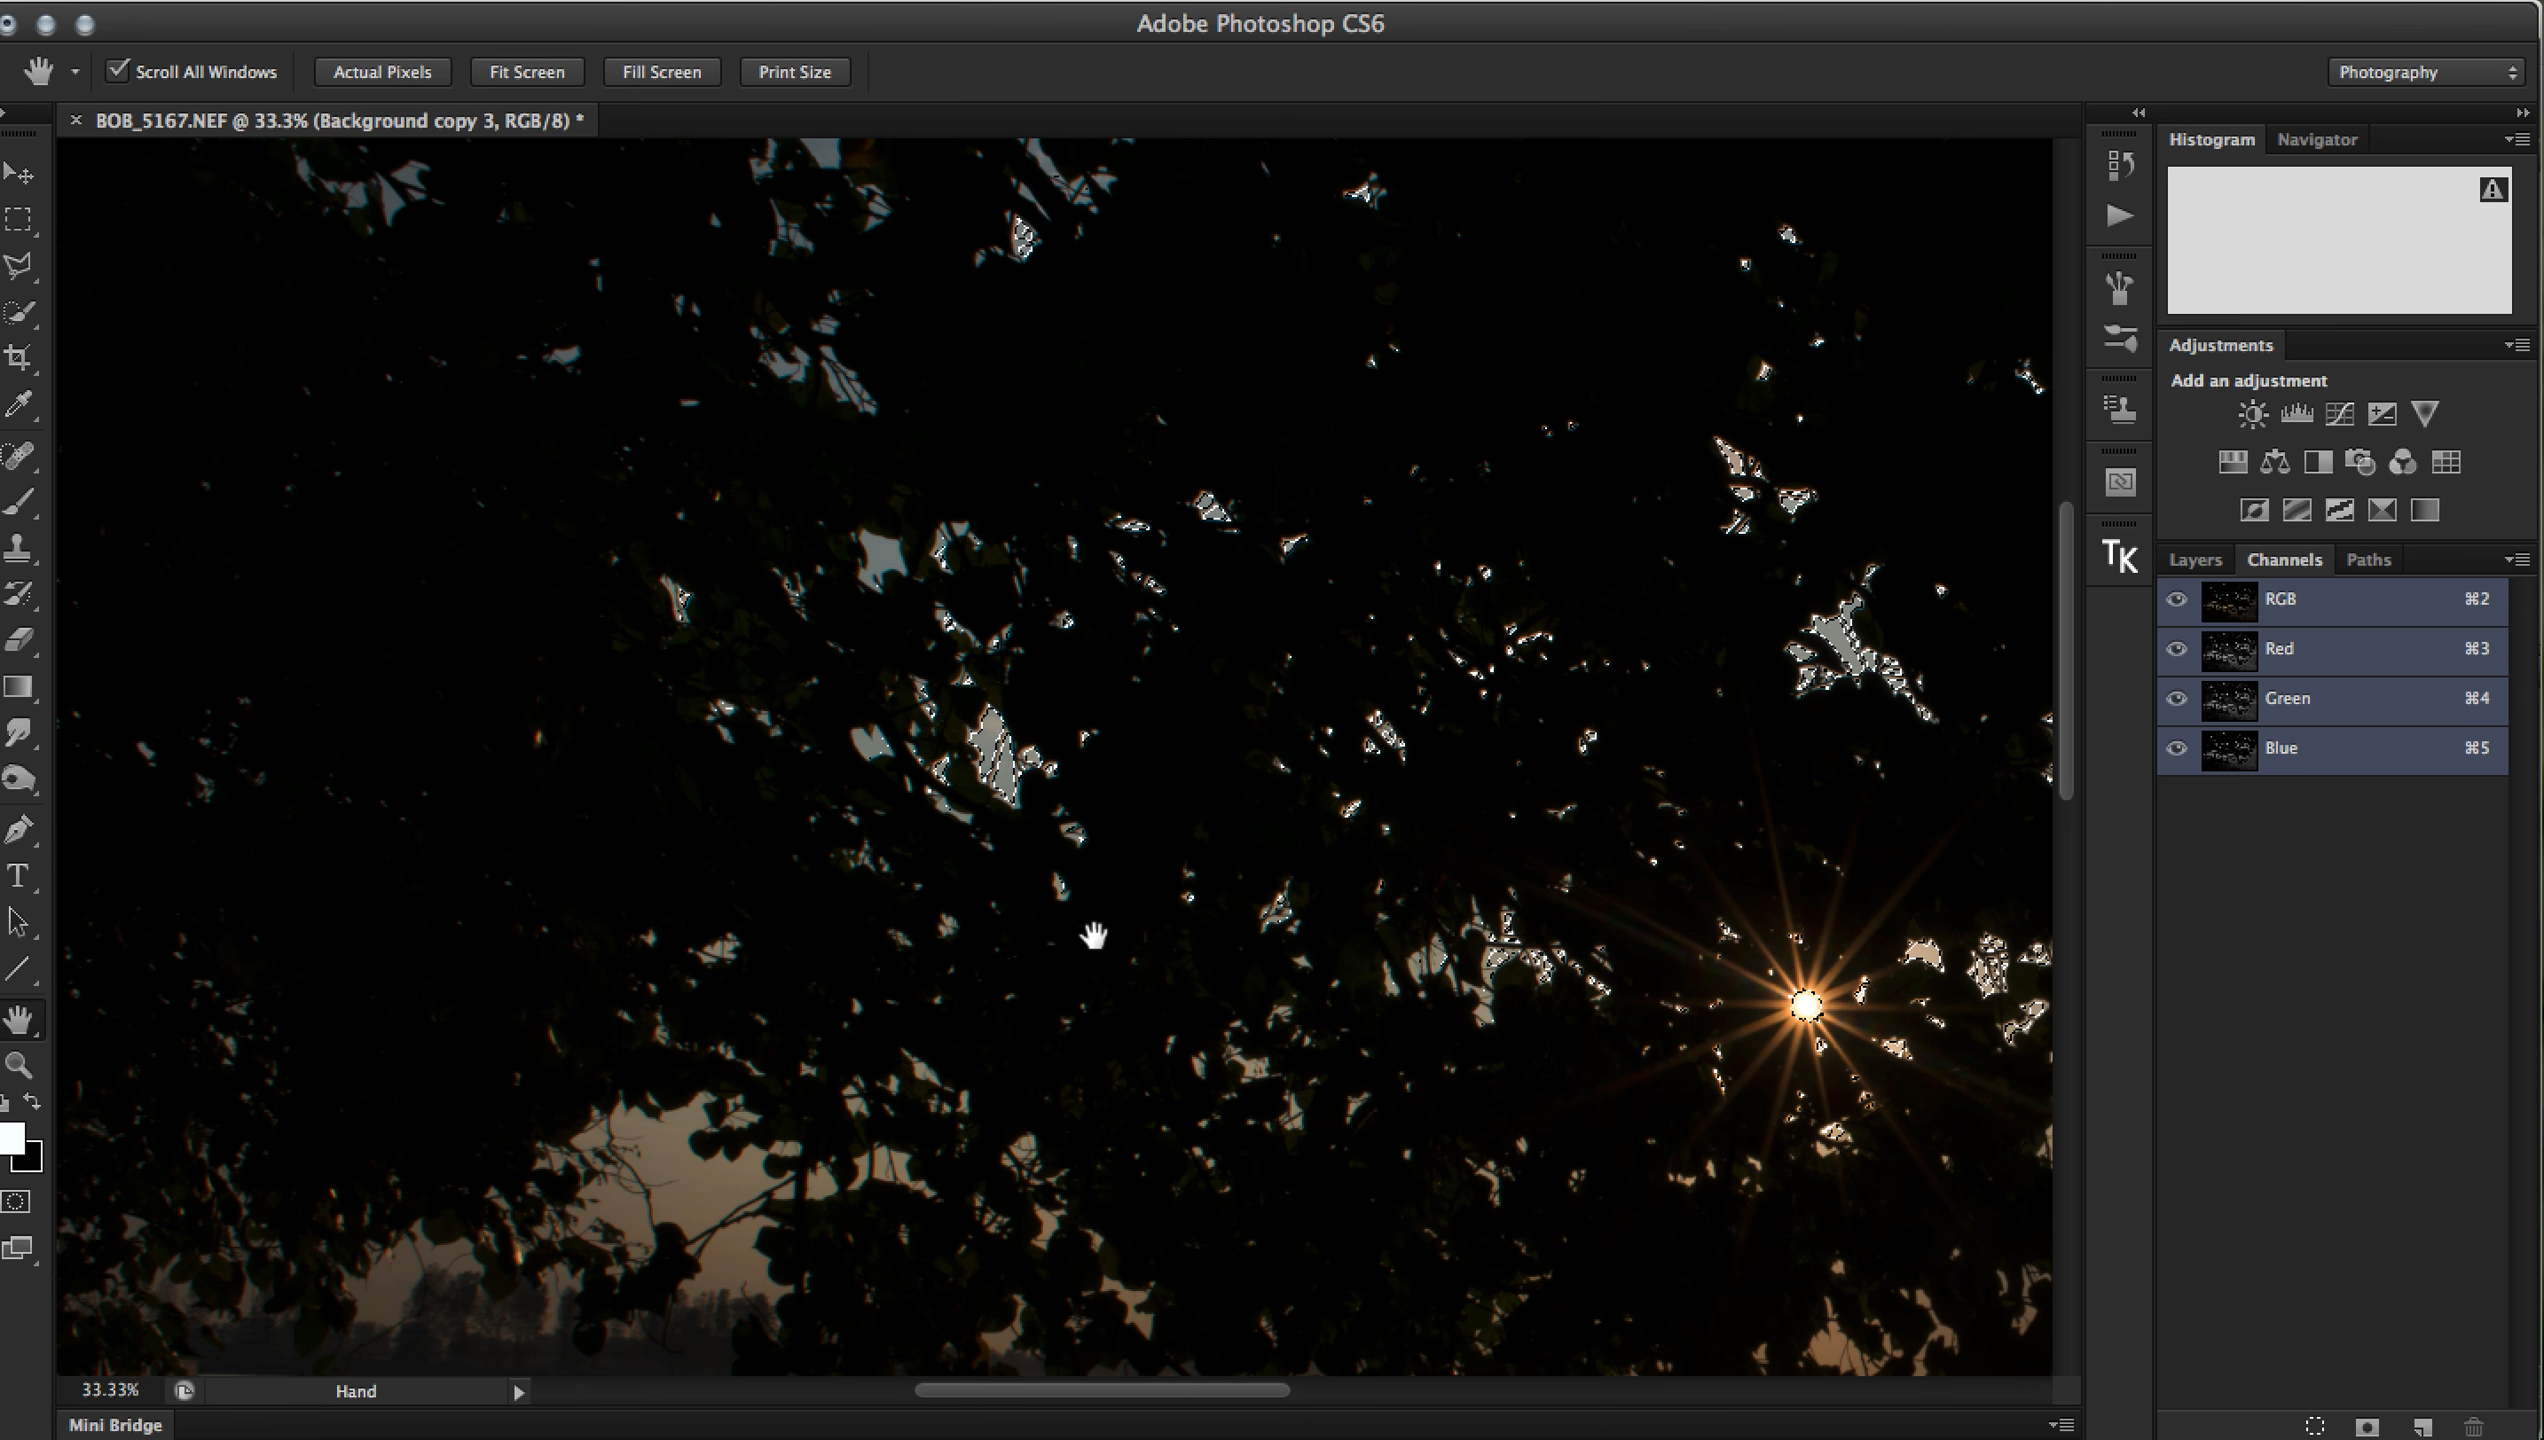 Adobe Photoshop CS6
Scroll All Windows
Actual Pixels
Fit Screen
Fill Screen
Print Size
Photography
× BOB_5167.NEF @ 33.3% (Background copy 3, RGB/8) *
Histogram
Navigator
Adjustments
Add an adjustment
TK
Layers
Channels
Paths
RGB ⌘2
Red ⌘3
Green ⌘4
Blue ⌘5
T
33.33%
Hand
Mini Bridge